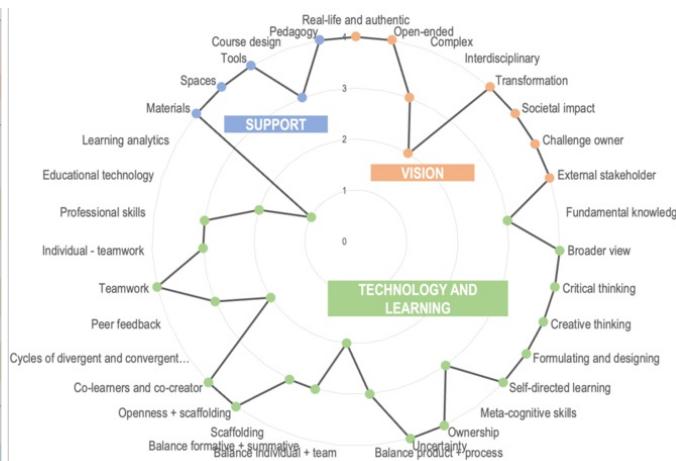 Real-life and authentic
Pedagogy
Open-ended
Course design
Complex
Tools
Interdisciplinary
Spaces
Transformation
Materials
Societal impact
SUPPORT
Learning analytics
Challenge owner
VISION
Educational technology
External stakeholder
Professional skills
Fundamental knowledg
Individual - teamwork
Broader view
Teamwork
TECHNOLOGY AND
LEARNING
Critical thinking
Peer feedback
Creative thinking
Cycles of divergent and convergent…
Formulating and designing
Co-learners and co-creator
Self-directed learning
Openness + scaffolding
Meta-cognitive skills
Scaffolding
Ownership
Balance formative + summative
Uncertainty
Balance individual + team
Balance product + process
4
3
2
1
0